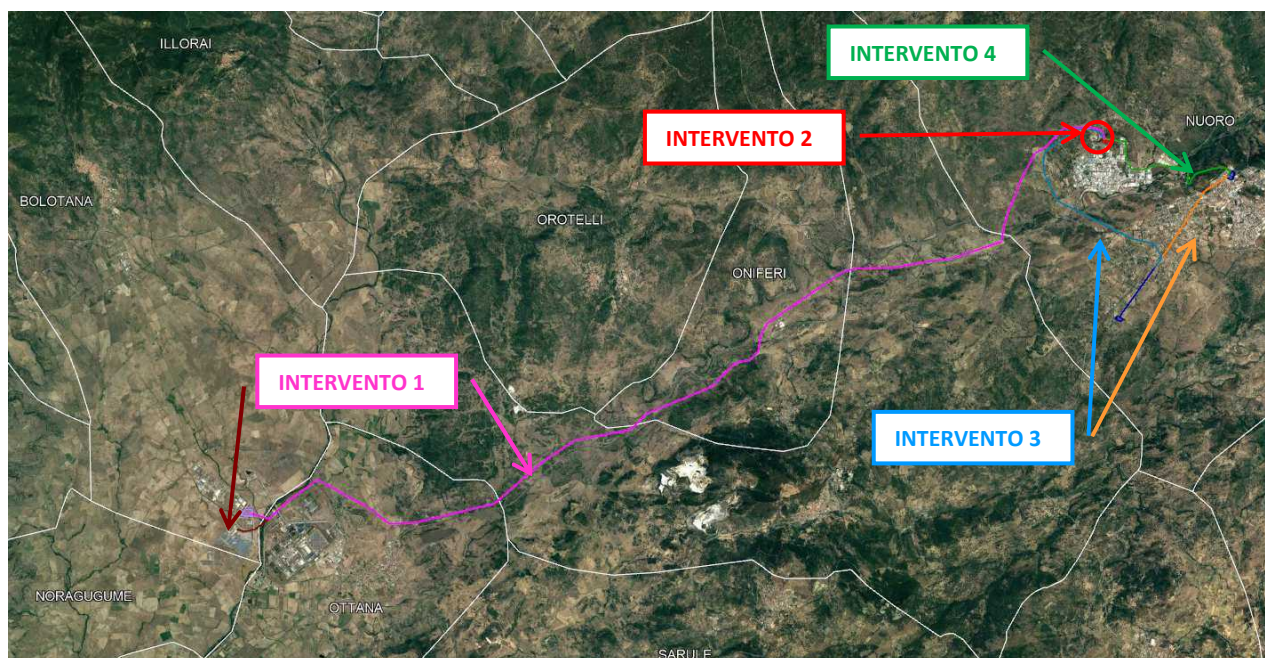 ILLORAI
INTERVENTO 4
NUORO
INTERVENTO 2
BOLOTANA
OROTELLI
ONIFERI
INTERVENTO 1
INTERVENTO 3
NORAGUGUME
OTTANA
SARULE